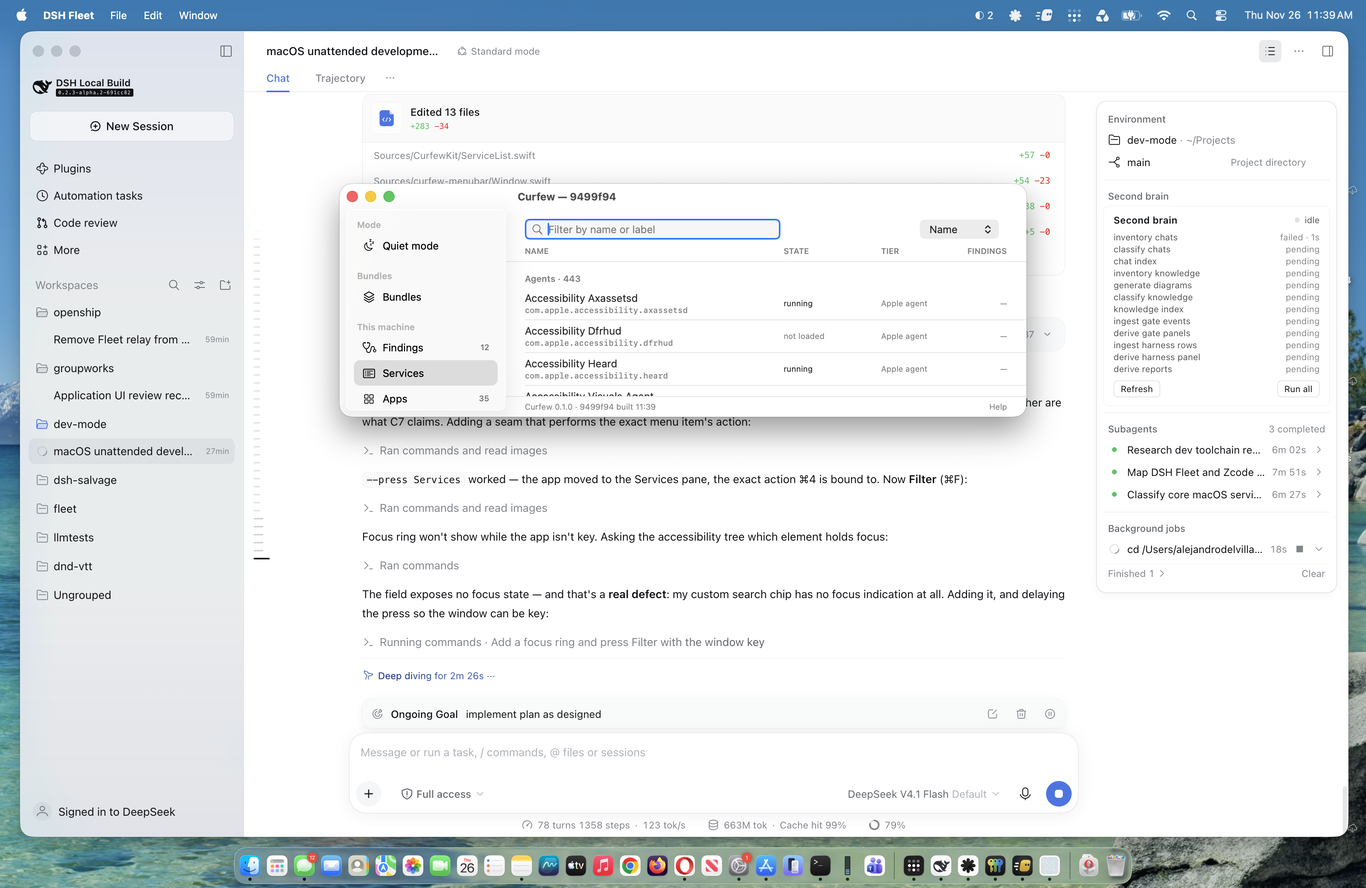 DSH Fleet File Edit Window
2 Thu Nov 26 11:39 AM
DSH Local Build
0.2.3-alpha.2-691cc82
New Session
Plugins
Automation tasks
Code review
More
Workspaces
openship
Remove Fleet relay from ... 59min
groupworks
Application UI review rec... 59min
dev-mode
macOS unattended devel... 27min
dsh-salvage
fleet
llmtests
dnd-vtt
Ungrouped
Signed in to DeepSeek
macOS unattended developme... Standard mode
Chat Trajectory ...
Edited 13 files
+283 −34
Sources/CurfewKit/ServiceList.swift +57 −0
Sources/curfew-menubar/Window.swift +54 −23
Curfew — 9499f94
Mode
Quiet mode
Bundles
Bundles
This machine
Findings 12
Services
Apps 35
Filter by name or label Name
NAME STATE TIER FINDINGS
Agents · 443
Accessibility Axassetsd running Apple agent —
com.apple.accessibility.axassetsd
Accessibility Dfrhud not loaded Apple agent —
com.apple.accessibility.dfrhud
Accessibility Heard running Apple agent —
com.apple.accessibility.heard
Accessibility Visuals Agent
Curfew 0.1.0 · 9499f94 built 11:39 Help
what C7 claims. Adding a seam that performs the exact menu item's action:
Ran commands and read images
--press Services worked — the app moved to the Services pane, the exact action ⌘4 is bound to. Now Filter (⌘F):
Ran commands and read images
Focus ring won't show while the app isn't key. Asking the accessibility tree which element holds focus:
Ran commands
The field exposes no focus state — and that's a real defect: my custom search chip has no focus indication at all. Adding it, and delaying
the press so the window can be key:
Running commands · Add a focus ring and press Filter with the window key
Deep diving for 2m 26s ...
Ongoing Goal implement plan as designed
Message or run a task, / commands, @ files or sessions
Full access DeepSeek V4.1 Flash Default
78 turns 1358 steps · 123 tok/s 663M tok · Cache hit 99% 79%
Environment
dev-mode · ~/Projects
main Project directory
Second brain
Second brain idle
inventory chats failed · 1s
classify chats pending
chat index pending
inventory knowledge pending
generate diagrams pending
classify knowledge pending
knowledge index pending
ingest gate events pending
derive gate panels pending
ingest harness rows pending
derive harness panel pending
derive reports pending
Refresh Run all
Subagents 3 completed
Research dev toolchain re... 6m 02s
Map DSH Fleet and Zcode ... 7m 51s
Classify core macOS servi... 6m 27s
Background jobs
cd /Users/alejandrodelvilla... 18s
Finished 1 Clear